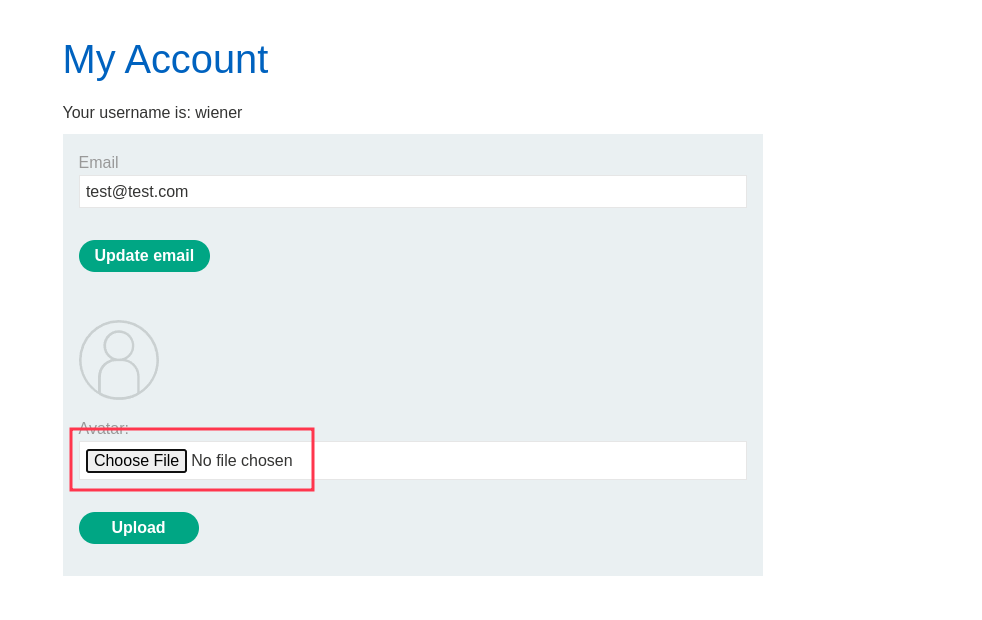 My Account
Your username is: wiener
Email
test@test.com
Update email
Avatar:
Choose File No file chosen
Upload